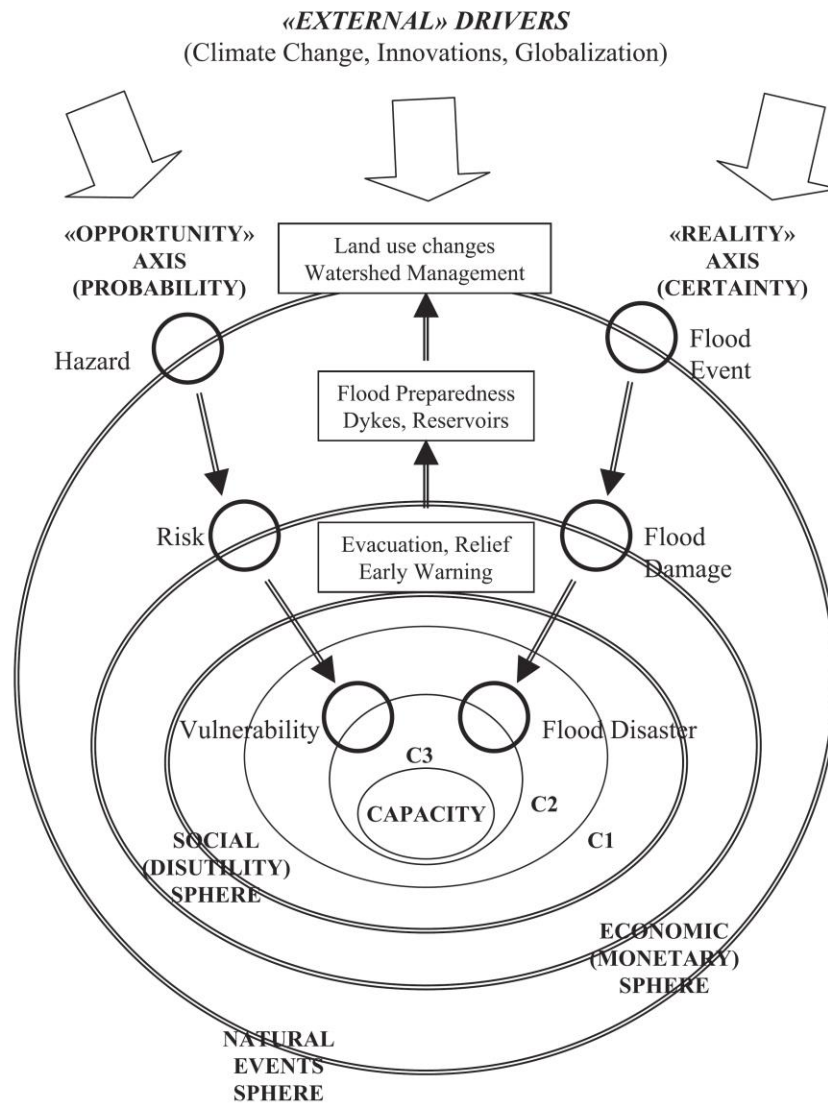 «EXTERNAL» DRIVERS
(Climate Change, Innovations, Globalization)
«OPPORTUNITY»
AXIS
(PROBABILITY)
Land use changes
Watershed Management
«REALITY»
AXIS
(CERTAINTY)
Hazard
Flood
Event
Flood Preparedness
Dykes, Reservoirs
Risk
Evacuation, Relief
Early Warning
Flood
Damage
Vulnerability
Flood Disaster
C3
CAPACITY
C2
C1
SOCIAL
(DISUTILITY)
SPHERE
ECONOMIC
(MONETARY)
SPHERE
NATURAL
EVENTS
SPHERE